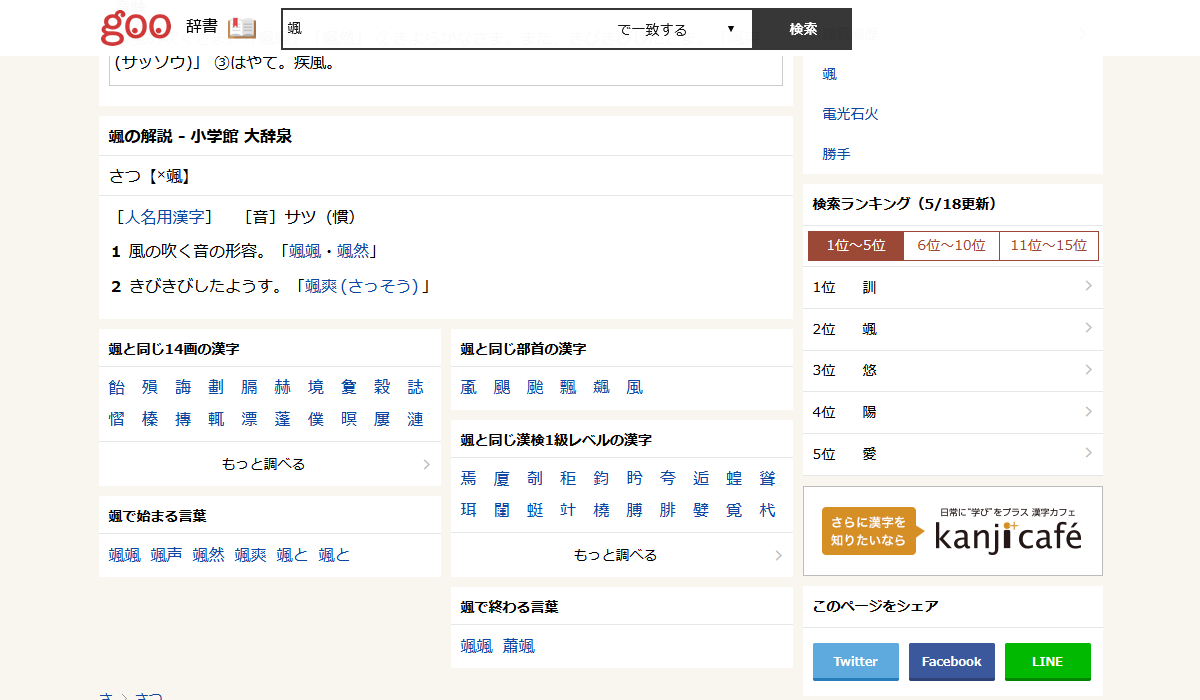 goo 辞書
颯 で一致する ▼ 検索
(サッソウ)」 ③はやて。疾風。
颯の解説 - 小学館 大辞泉
さつ【×颯】
［人名用漢字］ ［音］サツ（慣）
1 風の吹く音の形容。「颯颯・颯然」
2 きびきびしたようす。「颯爽(さっそう)」
颯と同じ14画の漢字
飴 殞 誨 劃 膈 赫 境 敻 穀 誌
慴 榛 摶 輒 漂 蓬 僕 暝 屢 漣
もっと調べる
颯で始まる言葉
颯颯 颯声 颯然 颯爽 颯と 颯と
颯と同じ部首の漢字
颪 颶 颱 飄 飆 風
颯と同じ漢検1級レベルの漢字
焉 廈 剞 秬 鈞 盻 夸 逅 蝗 聳
珥 闔 蜓 竍 橈 膊 腓 嬖 覓 杙
もっと調べる
颯で終わる言葉
颯颯 蕭颯
颯
電光石火
勝手
検索ランキング（5/18更新）
1位～5位 6位～10位 11位～15位
1位 訓
2位 颯
3位 悠
4位 陽
5位 愛
さらに漢字を
知りたいなら
日常に“学び”をプラス 漢字カフェ
kanji café
このページをシェア
Twitter Facebook LINE
さ > さつ